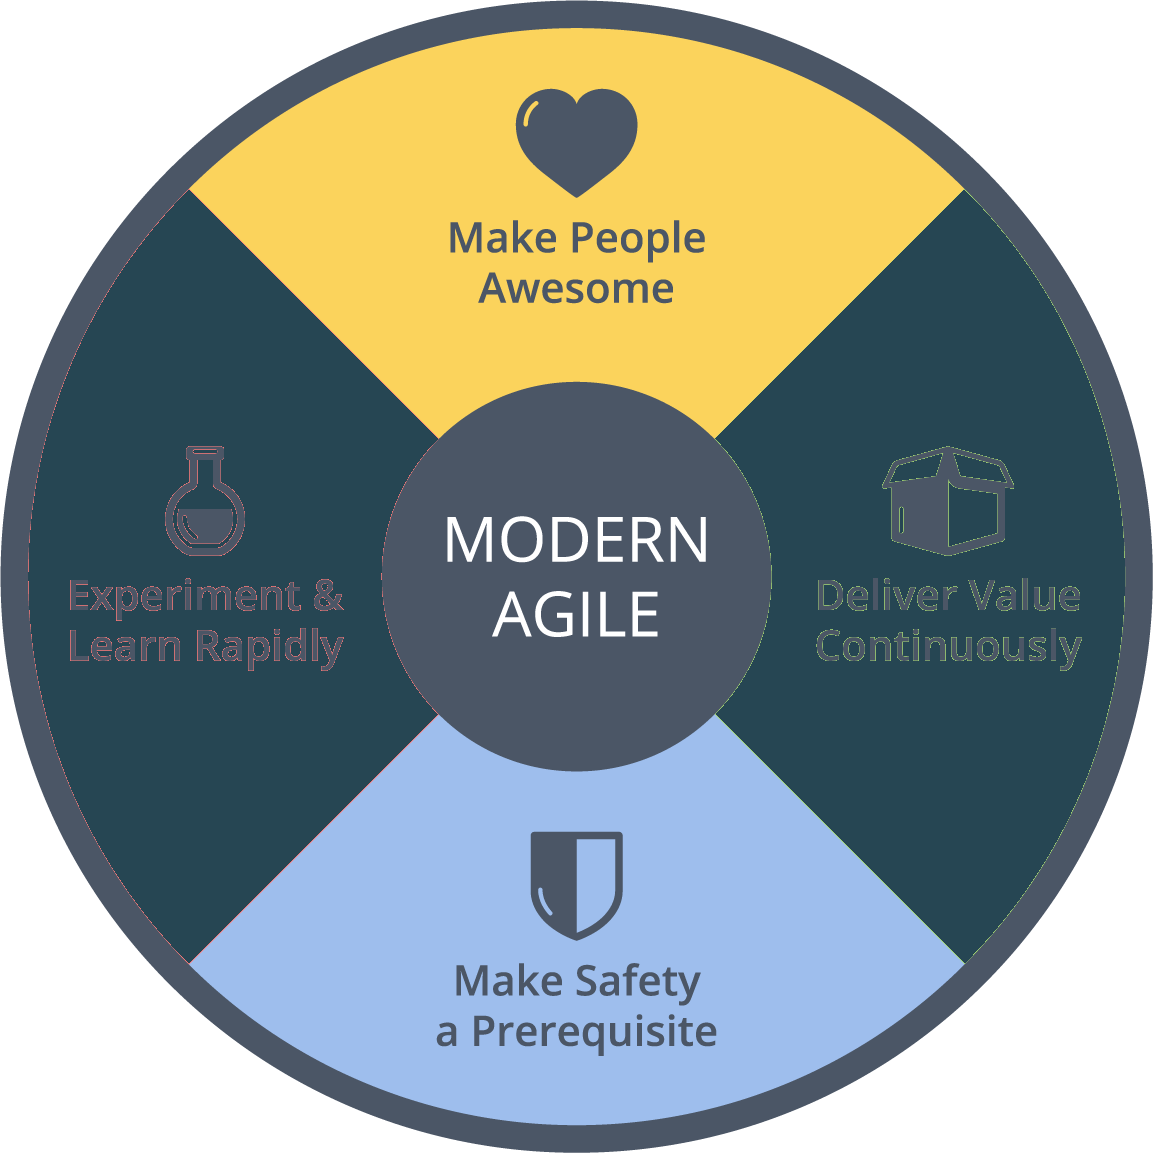 Make People
Awesome
Experiment &
Learn Rapidly
MODERN
AGILE
Deliver Value
Continuously
Make Safety
a Prerequisite